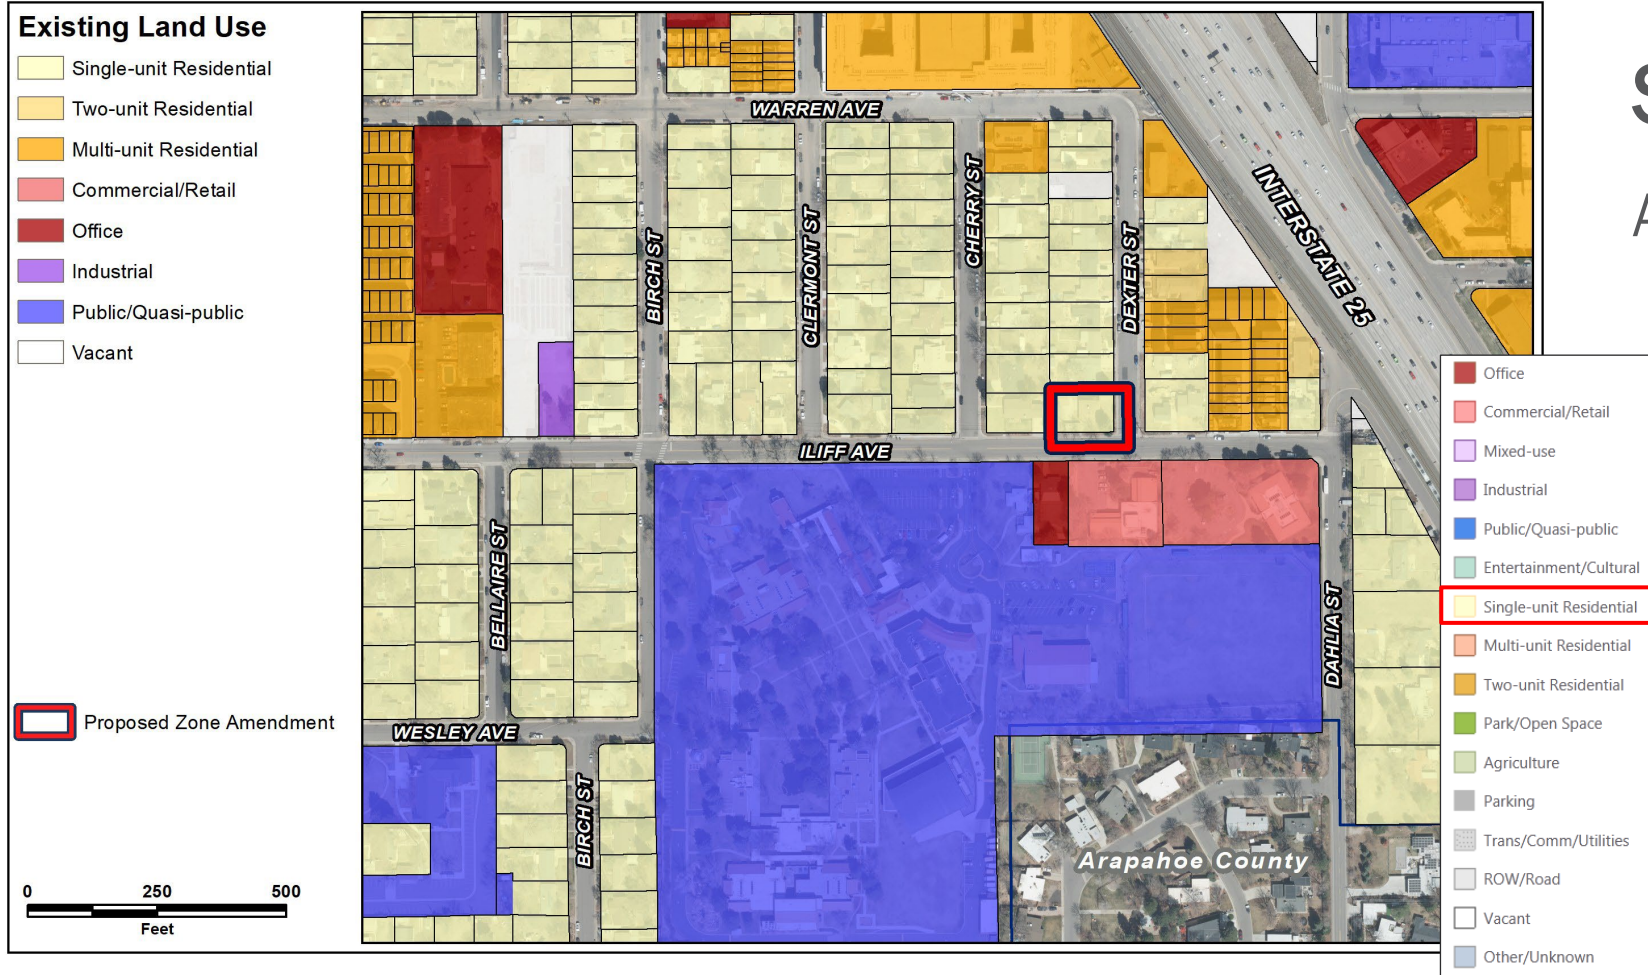 Existing Land Use
Single-unit Residential
Two-unit Residential
Multi-unit Residential
Commercial/Retail
Office
Industrial
Public/Quasi-public
Vacant
Proposed Zone Amendment
0 250 500
Feet
WARREN AVE
BIRCH ST
CLERMONT ST
CHERRY ST
DEXTER ST
INTERSTATE 25
ILIFF AVE
BELLAIRE ST
DAHLIA ST
WESLEY AVE
BIRCH ST
Arapahoe County
Office
Commercial/Retail
Mixed-use
Industrial
Public/Quasi-public
Entertainment/Cultural
Single-unit Residential
Multi-unit Residential
Two-unit Residential
Park/Open Space
Agriculture
Parking
Trans/Comm/Utilities
ROW/Road
Vacant
Other/Unknown